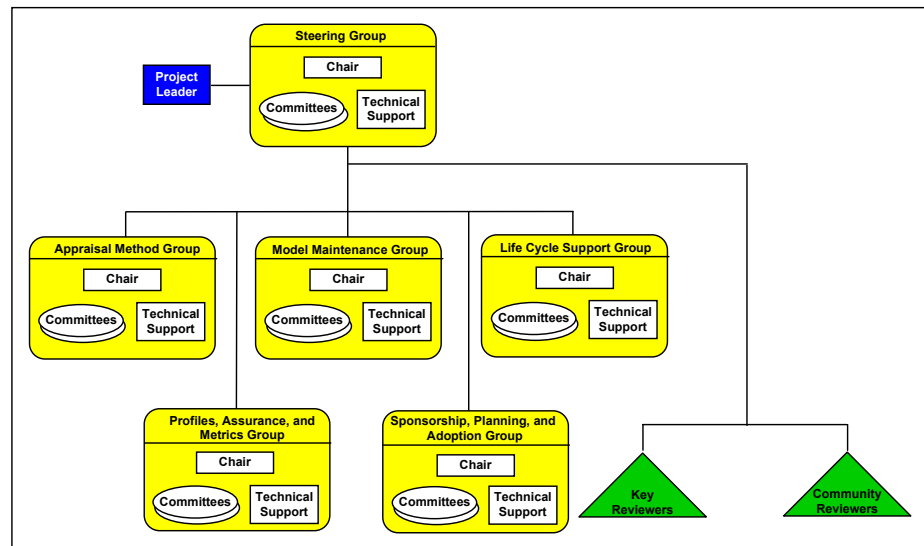 Steering Group
Chair
Project
Leader
Committees
Technical
Support
Appraisal Method Group
Chair
Committees
Technical
Support
Model Maintenance Group
Chair
Committees
Technical
Support
Life Cycle Support Group
Chair
Committees
Technical
Support
Profiles, Assurance, and
Metrics Group
Chair
Committees
Technical
Support
Sponsorship, Planning, and
Adoption Group
Chair
Committees
Technical
Support
Key
Reviewers
Community
Reviewers